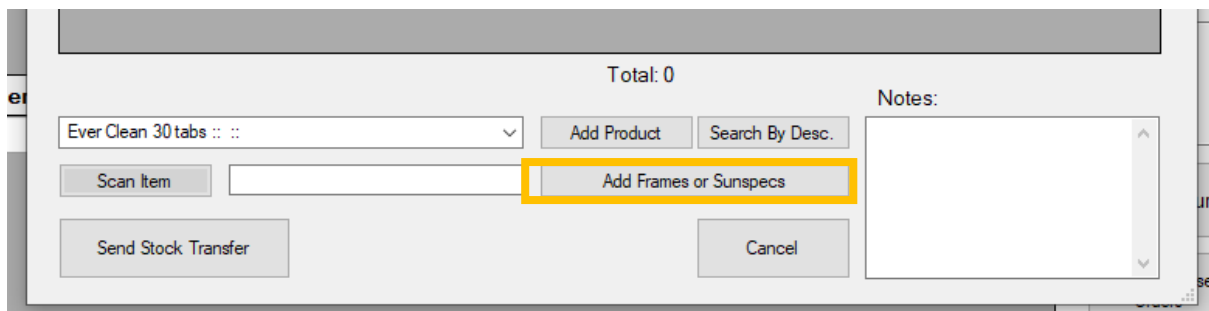 Total: 0
Notes:
Ever Clean 30 tabs :: ::
Add Product
Search By Desc.
Scan Item
Add Frames or Sunspecs
Send Stock Transfer
Cancel